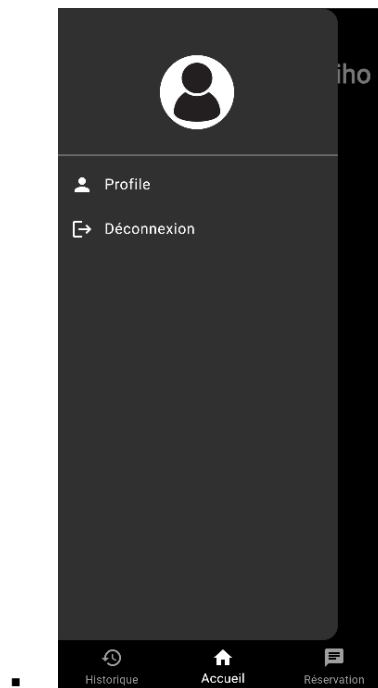 iho
Profile
Déconnexion
Historique
Accueil
Réservation